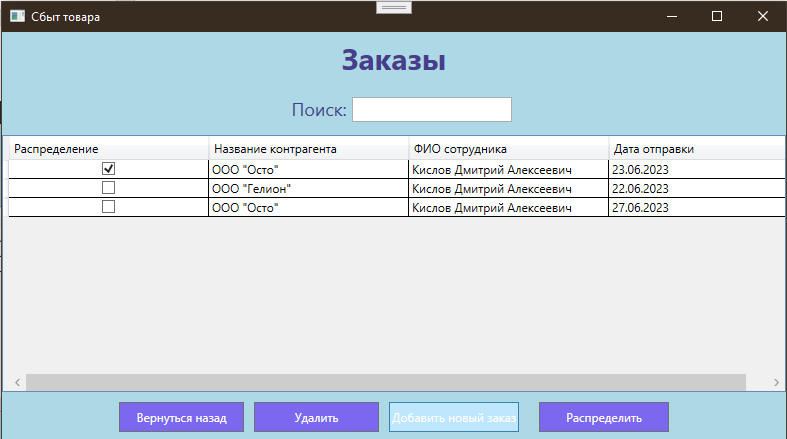 Сбыт товара
Заказы
Поиск:
Распределение Название контрагента ФИО сотрудника Дата отправки
ООО "Осто" Кислов Дмитрий Алексеевич 23.06.2023
ООО "Гелион" Кислов Дмитрий Алексеевич 22.06.2023
ООО "Осто" Кислов Дмитрий Алексеевич 27.06.2023
Вернуться назад Удалить Добавить новый заказ Распределить